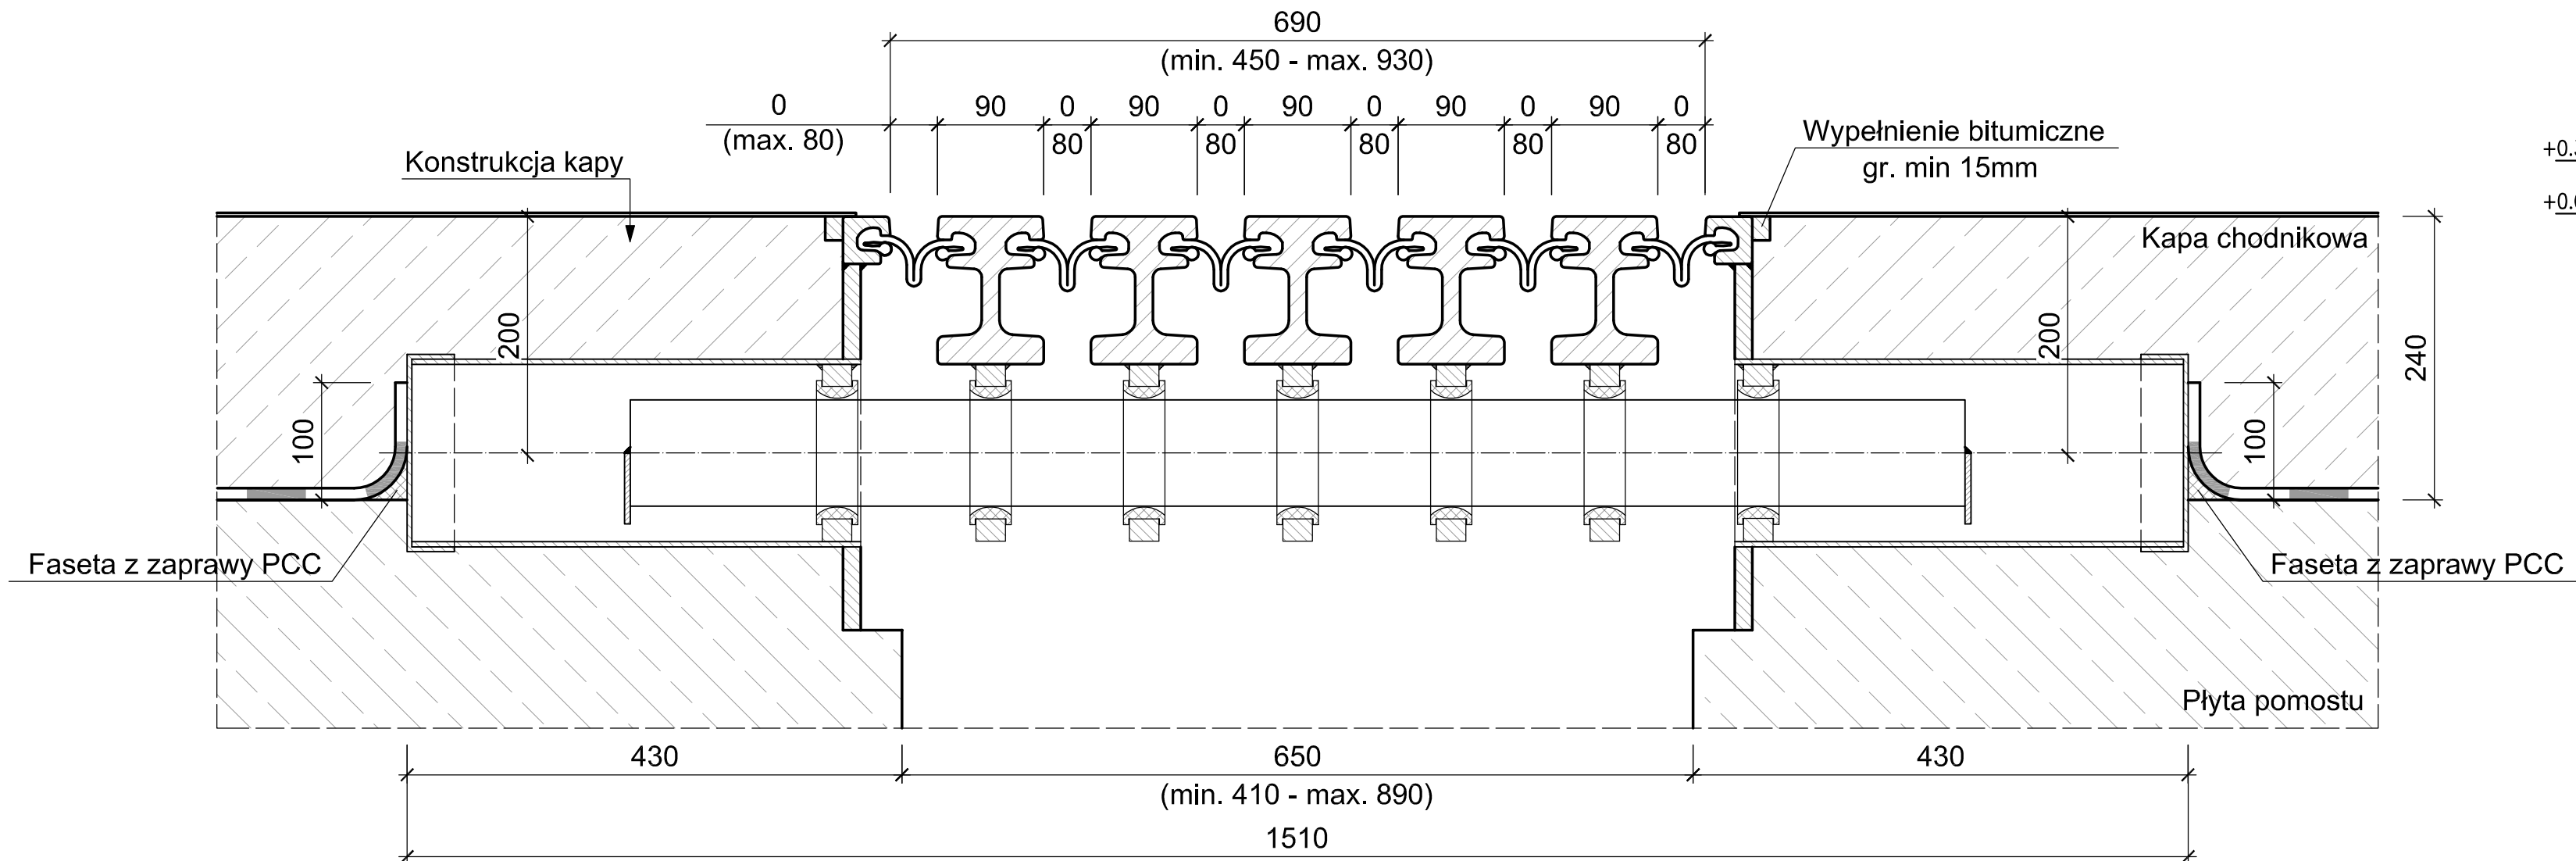 690
(min. 450 - max. 930)
0 90 0 90 0 90 0 90 0 90 0
(max. 80) 80 80 80 80 80
Wypełnienie bitumiczne
gr. min 15mm
Konstrukcja kapy
Kapa chodnikowa
200
200
240
100
100
Faseta z zaprawy PCC
Faseta z zaprawy PCC
Płyta pomostu
430 650 430
(min. 410 - max. 890)
1510